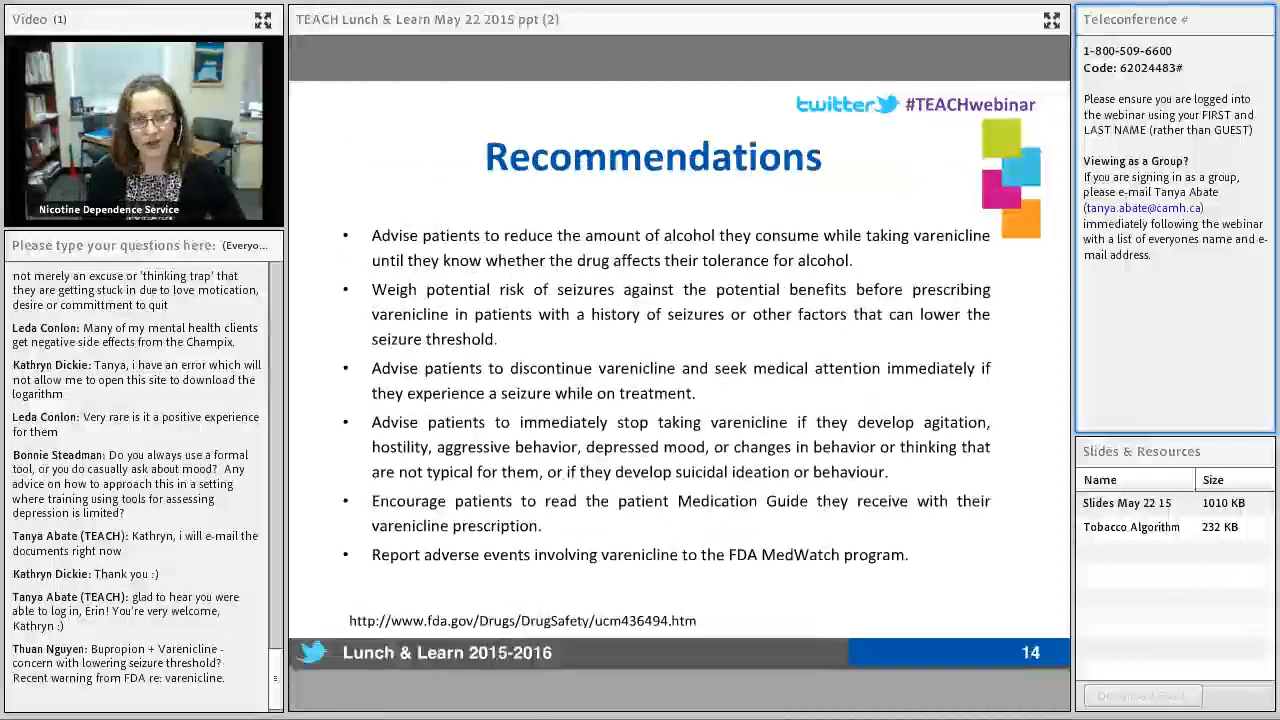 Video (1)
Nicotine Dependence Service
Please type your questions here: (Everyo...
not merely an excuse or 'thinking trap' that
they are getting stuck in due to love motication,
desire or committment to quit
Leda Conlon: Many of my mental health clients
get negative side effects from the Champix.
Kathryn Dickie: Tanya, i have an error which will
not allow me to open this site to download the
logarithm
Leda Conlon: Very rare is it a positive experience
for them
Bonnie Steadman: Do you always use a formal
tool, or you do casually ask about mood? Any
advice on how to approach this in a setting
where training using tools for assessing
depression is limited?
Tanya Abate (TEACH): Kathryn, i will e-mail the
documents right now
Kathryn Dickie: Thank you :)
Tanya Abate (TEACH): glad to hear you were
able to log in, Erin! You're very welcome,
Kathryn :)
Thuan Nguyen: Bupropion + Varenicline -
concern with lowering seizure threshold?
Recent warning from FDA re: varenicline.
TEACH Lunch & Learn May 22 2015 ppt (2)
twitter #TEACHwebinar
Recommendations
• Advise patients to reduce the amount of alcohol they consume while taking varenicline
until they know whether the drug affects their tolerance for alcohol.
• Weigh potential risk of seizures against the potential benefits before prescribing
varenicline in patients with a history of seizures or other factors that can lower the
seizure threshold.
• Advise patients to discontinue varenicline and seek medical attention immediately if
they experience a seizure while on treatment.
• Advise patients to immediately stop taking varenicline if they develop agitation,
hostility, aggressive behavior, depressed mood, or changes in behavior or thinking that
are not typical for them, or if they develop suicidal ideation or behaviour.
• Encourage patients to read the patient Medication Guide they receive with their
varenicline prescription.
• Report adverse events involving varenicline to the FDA MedWatch program.
http://www.fda.gov/Drugs/DrugSafety/ucm436494.htm
Lunch & Learn 2015-2016
14
Teleconference #
1-800-509-6600
Code: 62024483#
Please ensure you are logged into
the webinar using your FIRST and
LAST NAME (rather than GUEST)
Viewing as a Group?
If you are signing in as a group,
please e-mail Tanya Abate
(tanya.abate@camh.ca)
immediately following the webinar
with a list of everyones name and e-
mail address.
Slides & Resources
Name Size
Slides May 22 15 1010 KB
Tobacco Algorithm 232 KB